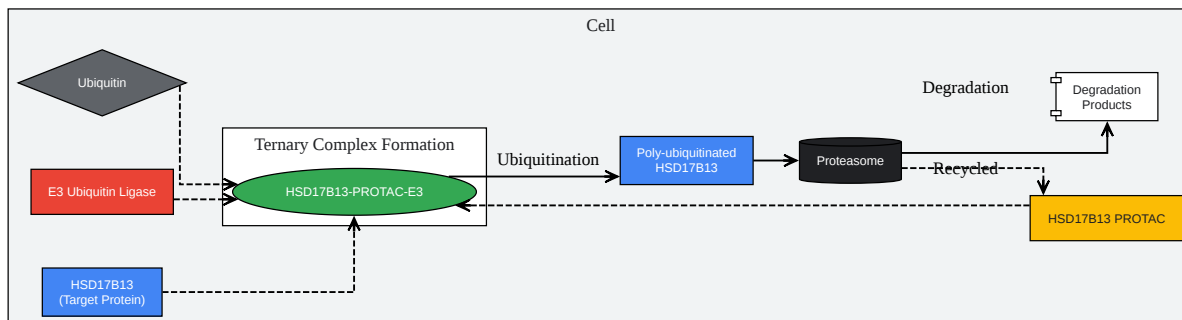 Cell
Ubiquitin
Degradation
Degradation
Products
Ternary Complex Formation
Ubiquitination
Poly-ubiquitinated
HSD17B13
Proteasome
Recycled
E3 Ubiquitin Ligase
HSD17B13-PROTAC-E3
HSD17B13 PROTAC
HSD17B13
(Target Protein)